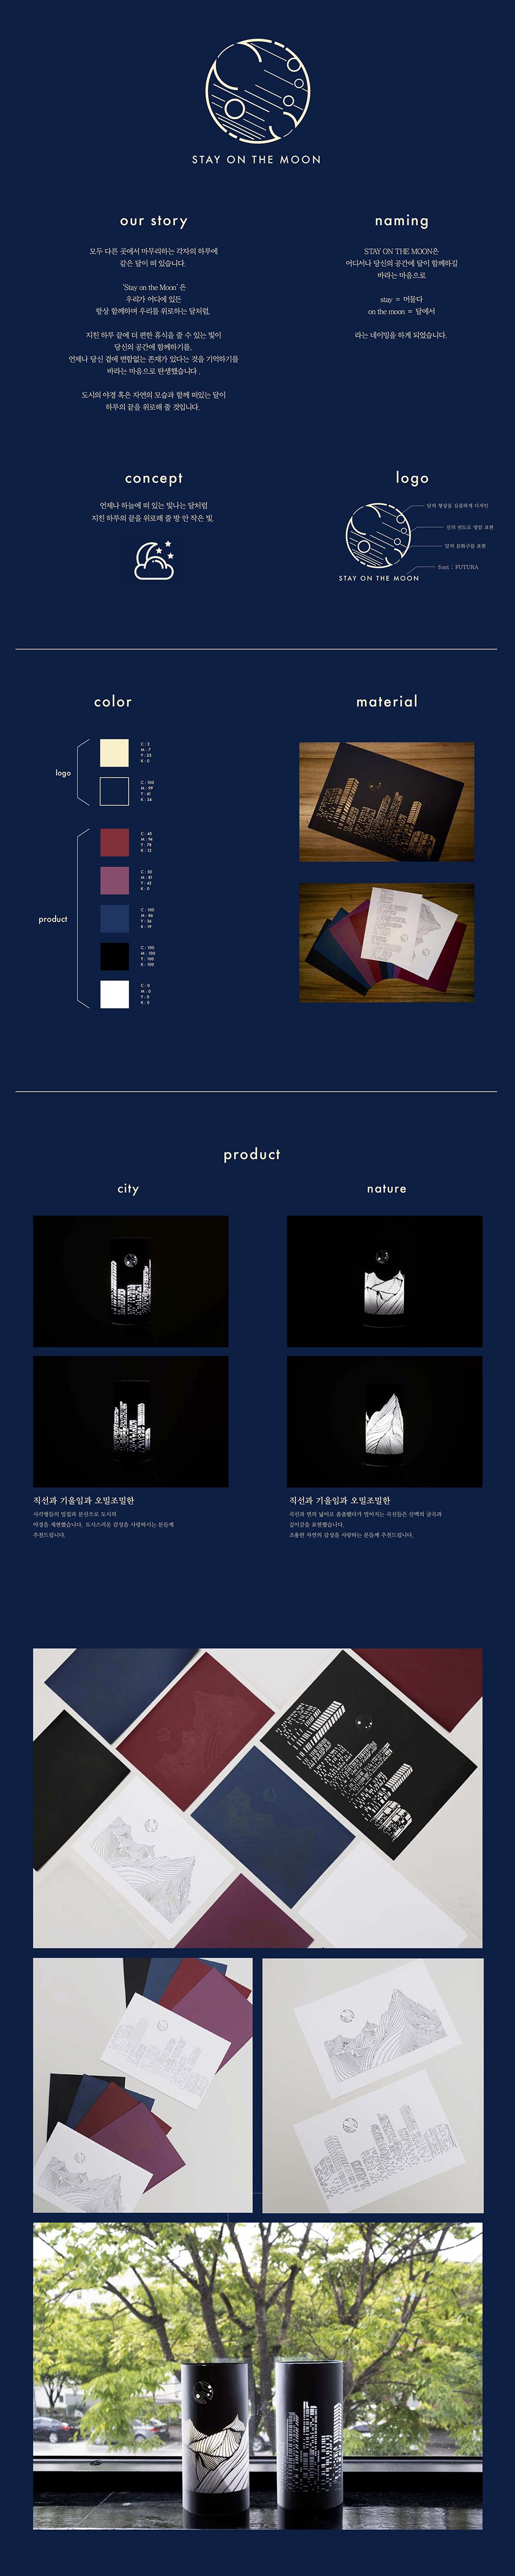 STAY ON THE MOON
our story
모두 다른 곳에서 마무리하는 각자의 하루에
같은 달이 떠 있습니다.
'Stay on the Moon' 은
우리가 어디에 있든
항상 함께하며 우리를 위로하는 달처럼,
지친 하루 끝에 더 편한 휴식을 줄 수 있는 빛이
당신의 공간에 함께하기를,
언제나 당신 곁에 변함없는 존재가 있다는 것을 기억하기를
바라는 마음으로 탄생했습니다 .
도시의 야경 혹은 자연의 모습과 함께 떠있는 달이
하루의 끝을 위로해 줄 것입니다.
naming
STAY ON THE MOON은
어디서나 당신의 공간에 달이 함께하길
바라는 마음으로
stay = 머물다
on the moon = 달에서
라는 네이밍을 하게 되었습니다.
concept
언제나 하늘에 떠 있는 빛나는 달처럼
지친 하루의 끝을 위로해 줄 방 안 작은 빛.
logo
달의 형상을 심플하게 디자인
선의 빈도로 명암 표현
달의 분화구를 표현
font : FUTURA
STAY ON THE MOON
color
logo
C : 2
M : 7
Y : 25
K : 0
C : 100
M : 99
Y : 41
K : 34
product
C : 45
M : 96
Y : 78
K : 12
C : 50
M : 81
Y : 42
K : 0
C : 100
M : 86
Y : 36
K : 19
C : 100
M : 100
Y : 100
K : 100
C : 0
M : 0
Y : 0
K : 0
material
product
city
직선과 기울임과 오밀조밀한
사각형들의 밀집과 분산으로 도시의
야경을 재현했습니다. 도시스러운 감성을 사랑하시는 분들께
추천드립니다.
nature
직선과 기울임과 오밀조밀한
곡선과 면의 넓이로 촘촘했다가 멀어지는 곡선들은 산맥의 굴곡과
깊이감을 표현했습니다.
조용한 자연의 감성을 사랑하는 분들께 추천드립니다.